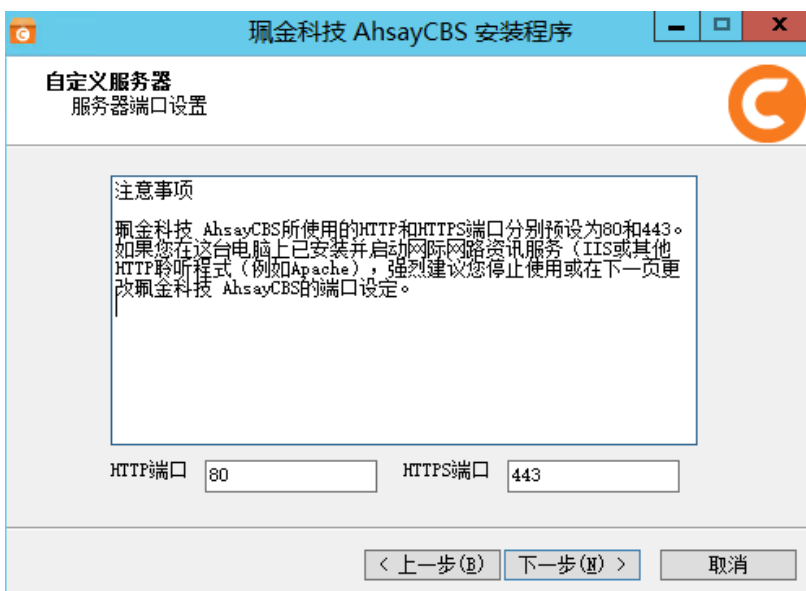 珮金科技 AhsayCBS 安装程序
自定义服务器
服务器端口设置
注意事项
珮金科技 AhsayCBS所使用的HTTP和HTTPS端口分别预设为80和443。
如果您在这台电脑上已安装并启动网际网路资讯服务（IIS或其他
HTTP聆听程式（例如Apache），强烈建议您停止使用或在下一页更
改珮金科技 AhsayCBS的端口设定。
HTTP端口 80 HTTPS端口 443
< 上一步(B) 下一步(N) > 取消